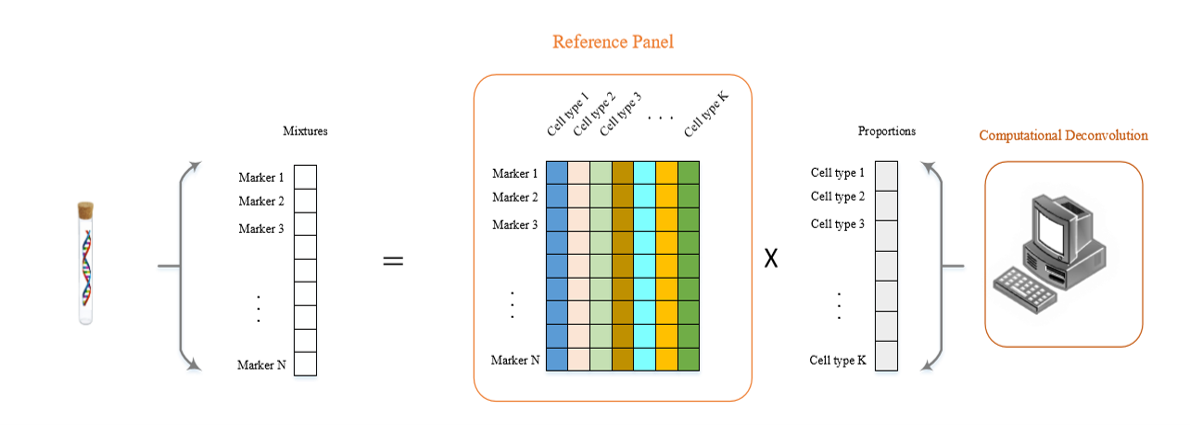 Reference Panel
Cell type 1
Cell type 2
Cell type 3
. . .
Cell type K
Mixtures
Marker 1
Marker 2
Marker 3
Marker N
=
Marker 1
Marker 2
Marker 3
Marker N
X
Proportions
Cell type 1
Cell type 2
Cell type 3
Cell type K
Computational Deconvolution